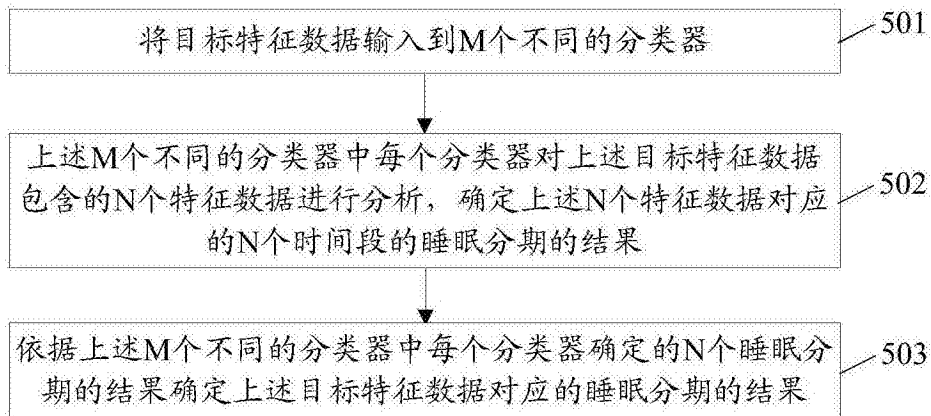 将目标特征数据输入到M个不同的分类器
501
上述M个不同的分类器中每个分类器对上述目标特征数据
包含的N个特征数据进行分析，确定上述N个特征数据对应
的N个时间段的睡眠分期的结果
502
依据上述M个不同的分类器中每个分类器确定的N个睡眠分
期的结果确定上述目标特征数据对应的睡眠分期的结果
503